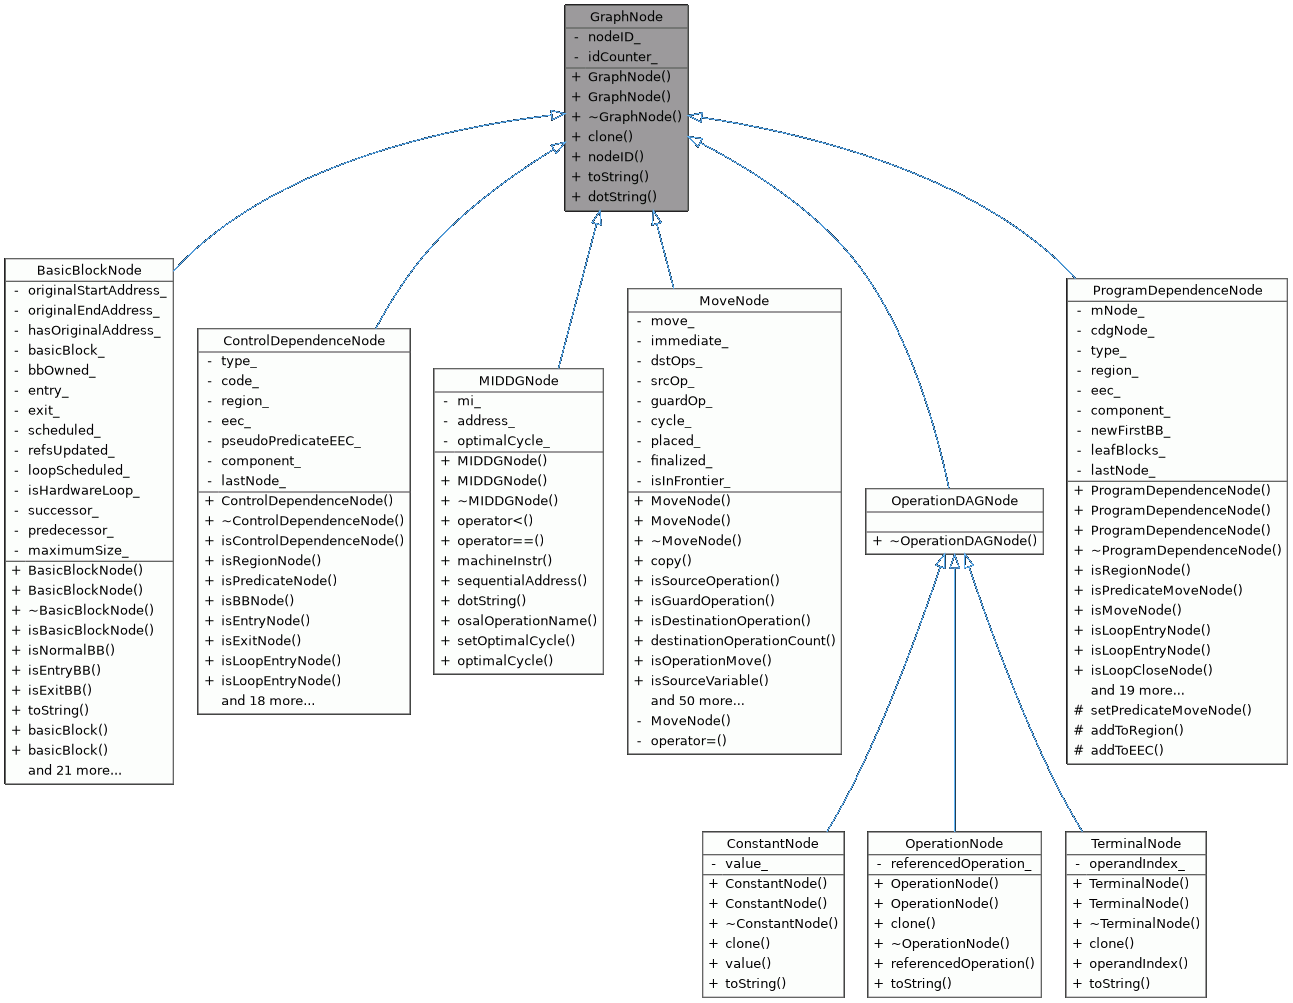 GraphNode
- nodeID_
- idCounter_
+ GraphNode()
+ GraphNode()
+ ~GraphNode()
+ clone()
+ nodeID()
+ toString()
+ dotString()
BasicBlockNode
- originalStartAddress_
- originalEndAddress_
- hasOriginalAddress_
- basicBlock_
- bbOwned_
- entry_
- exit_
- scheduled_
- refsUpdated_
- loopScheduled_
- isHardwareLoop_
- successor_
- predecessor_
- maximumSize_
+ BasicBlockNode()
+ BasicBlockNode()
+ ~BasicBlockNode()
+ isBasicBlockNode()
+ isNormalBB()
+ isEntryBB()
+ isExitBB()
+ toString()
+ basicBlock()
+ basicBlock()
and 21 more...
ControlDependenceNode
- type_
- code_
- region_
- eec_
- pseudoPredicateEEC_
- component_
- lastNode_
+ ControlDependenceNode()
+ ~ControlDependenceNode()
+ isControlDependenceNode()
+ isRegionNode()
+ isPredicateNode()
+ isBBNode()
+ isEntryNode()
+ isExitNode()
+ isLoopEntryNode()
+ isLoopEntryNode()
and 18 more...
MIDDGNode
- mi_
- address_
- optimalCycle_
+ MIDDGNode()
+ MIDDGNode()
+ ~MIDDGNode()
+ operator<()
+ operator==()
+ machineInstr()
+ sequentialAddress()
+ dotString()
+ osalOperationName()
+ setOptimalCycle()
+ optimalCycle()
MoveNode
- move_
- immediate_
- dstOps_
- srcOp_
- guardOp_
- cycle_
- placed_
- finalized_
- isInFrontier_
+ MoveNode()
+ MoveNode()
+ ~MoveNode()
+ copy()
+ isSourceOperation()
+ isGuardOperation()
+ isDestinationOperation()
+ destinationOperationCount()
+ isOperationMove()
+ isSourceVariable()
and 50 more...
- MoveNode()
- operator=()
OperationDAGNode
+ ~OperationDAGNode()
ProgramDependenceNode
- mNode_
- cdgNode_
- type_
- region_
- eec_
- component_
- newFirstBB_
- leafBlocks_
- lastNode_
+ ProgramDependenceNode()
+ ProgramDependenceNode()
+ ProgramDependenceNode()
+ ~ProgramDependenceNode()
+ isRegionNode()
+ isPredicateMoveNode()
+ isMoveNode()
+ isLoopEntryNode()
+ isLoopEntryNode()
+ isLoopCloseNode()
and 19 more...
# setPredicateMoveNode()
# addToRegion()
# addToEEC()
ConstantNode
- value_
+ ConstantNode()
+ ConstantNode()
+ ~ConstantNode()
+ clone()
+ value()
+ toString()
OperationNode
- referencedOperation_
+ OperationNode()
+ OperationNode()
+ clone()
+ ~OperationNode()
+ referencedOperation()
+ toString()
TerminalNode
- operandIndex_
+ TerminalNode()
+ TerminalNode()
+ ~TerminalNode()
+ clone()
+ operandIndex()
+ toString()